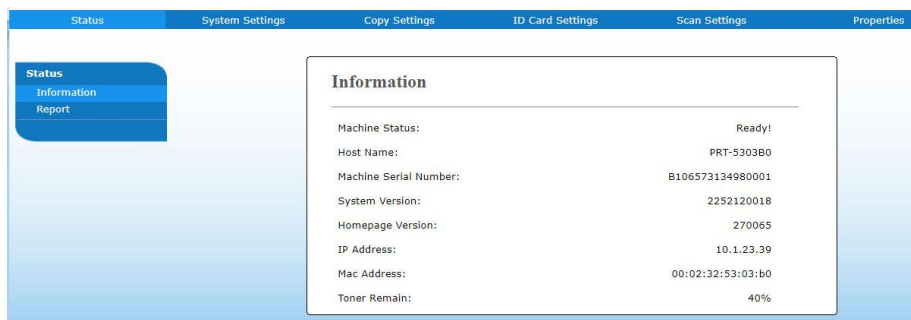 Status System Settings Copy Settings ID Card Settings Scan Settings Properties
Status
Information
Report
Information
Machine Status: Ready!
Host Name: PRT-5303B0
Machine Serial Number: B106573134980001
System Version: 2252120018
Homepage Version: 270065
IP Address: 10.1.23.39
Mac Address: 00:02:32:53:03:b0
Toner Remain: 40%